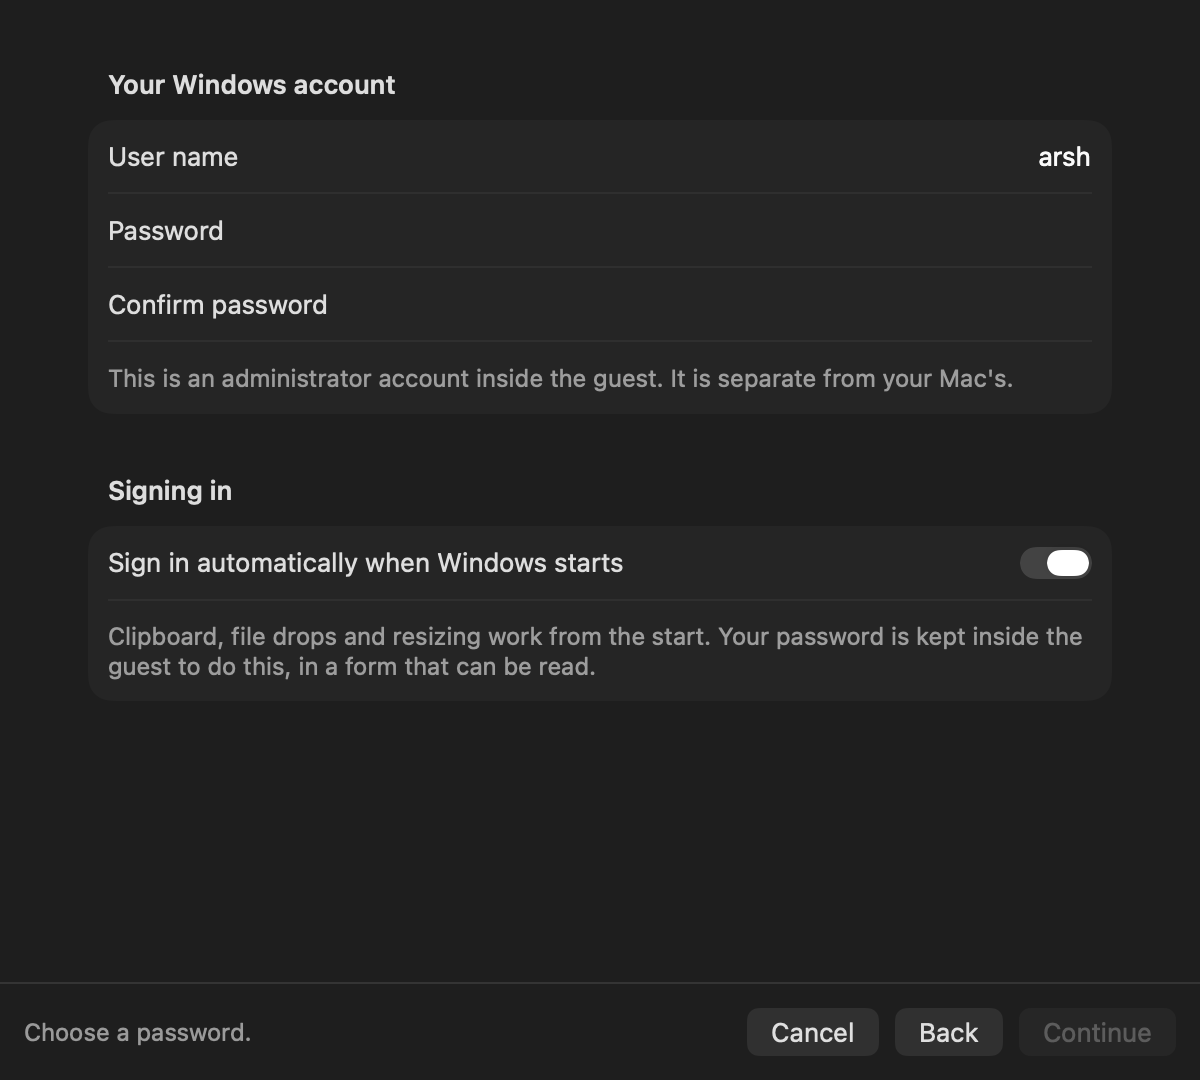 Your Windows account
User name arsh
Password
Confirm password
This is an administrator account inside the guest. It is separate from your Mac's.
Signing in
Sign in automatically when Windows starts
Clipboard, file drops and resizing work from the start. Your password is kept inside the
guest to do this, in a form that can be read.
Choose a password. Cancel Back Continue